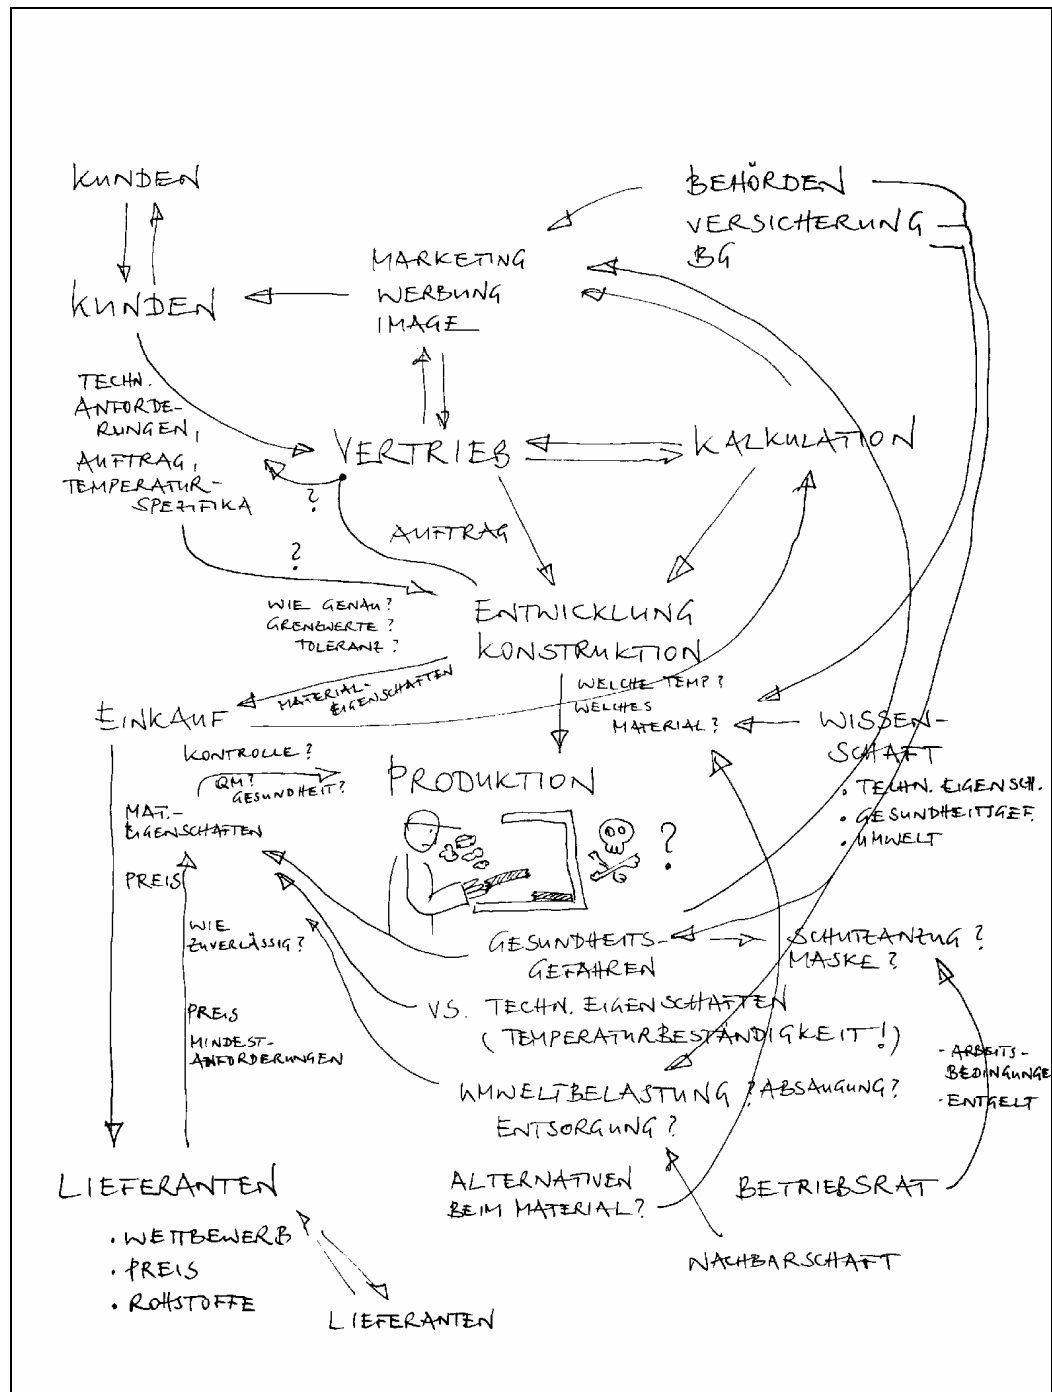 KUNDEN
BEHÖRDEN
VERSICHERUNG
BG
MARKETING
WERBUNG
IMAGE
KUNDEN
TECHN.
ANFORDE-
RUNGEN,
AUFTRAG,
TEMPERATUR-
SPEZIFIKA
VERTRIEB
KALKULATION
?
AUFTRAG
?
WIE GENAU?
GRENZWERTE?
TOLERANZ?
ENTWICKLUNG
KONSTRUKTION
MATERIAL-
EIGENSCHAFTEN
WELCHE TEMP?
WELCHES
MATERIAL?
EINKAUF
WISSEN-
SCHAFT
• TECHN. EIGENSCH.
• GESUNDHEITSGEF.
• UMWELT
KONTROLLE?
QM?
GESUNDHEIT?
PRODUKTION
MAT.-
EIGENSCHAFTEN
PREIS
?
WIE
ZUVERLÄSSIG?
GESUNDHEITS-
GEFAHREN
SCHUTZANZUG?
MASKE?
VS. TECHN. EIGENSCHAFTEN
(TEMPERATURBESTÄNDIGKEIT!)
PREIS
MINDEST-
ANFORDERUNGEN
- ARBEITS-
BEDINGUNGE
- ENTGELT
UMWELTBELASTUNG? ABSAUGUNG?
ENTSORGUNG?
LIEFERANTEN
• WETTBEWERB
• PREIS
• ROHSTOFFE
ALTERNATIVEN
BEIM MATERIAL?
BETRIEBSRAT
NACHBARSCHAFT
LIEFERANTEN